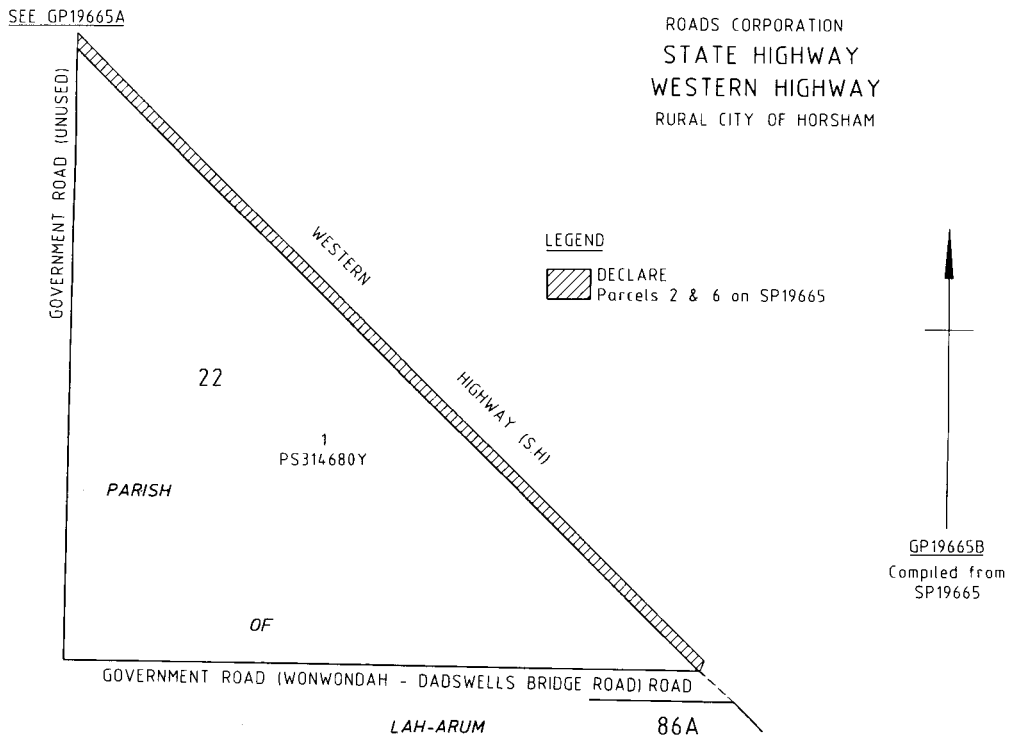 SEE GP19665A
ROADS CORPORATION
STATE HIGHWAY
WESTERN HIGHWAY
RURAL CITY OF HORSHAM
GOVERNMENT ROAD (UNUSED)
WESTERN
HIGHWAY (S.H)
LEGEND
DECLARE
Parcels 2 & 6 on SP19665
22
1
PS314680Y
PARISH
OF
GP19665B
Compiled from
SP19665
GOVERNMENT ROAD (WONWONDAH - DADSWELLS BRIDGE ROAD) ROAD
LAH-ARUM
86A